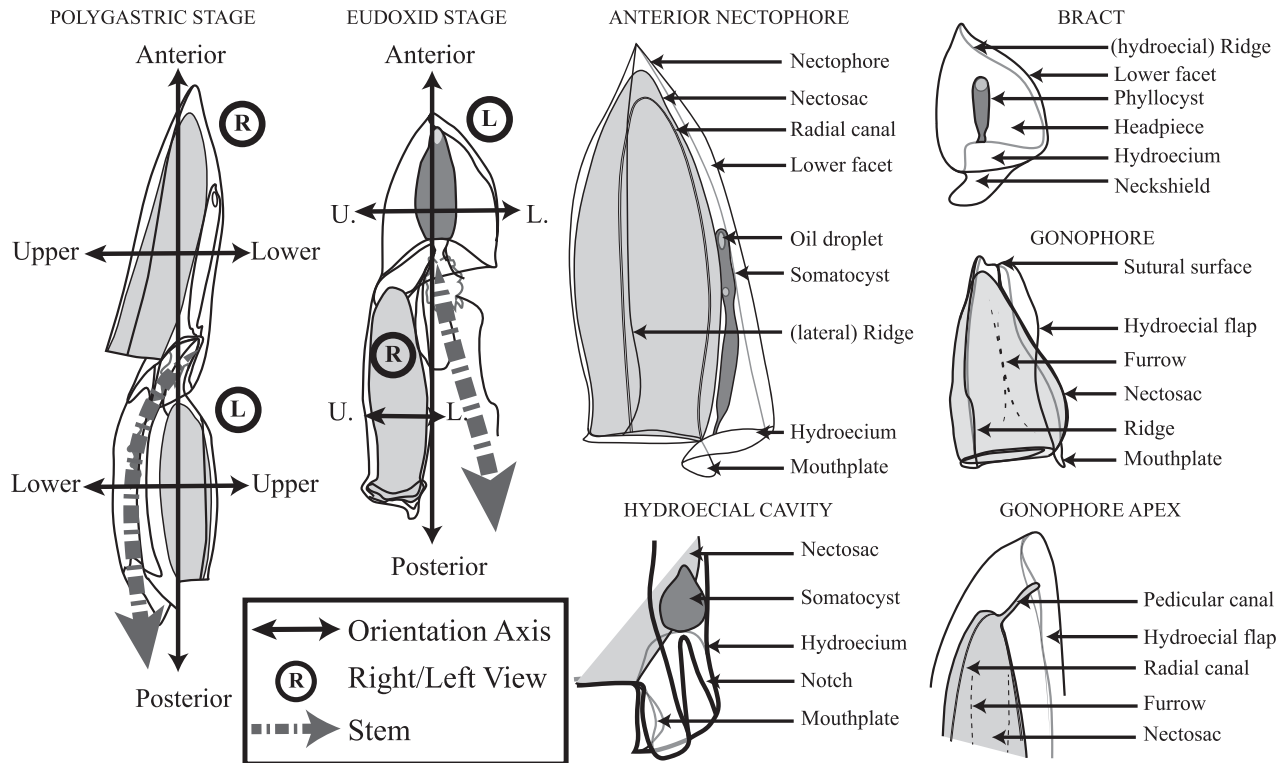 POLYGASTRIC STAGE
Anterior
R
Upper
Lower
L
Lower
Upper
Posterior
EUDOXID STAGE
Anterior
L
U.
L.
R
U.
L.
Posterior
Orientation Axis
R
Right/Left View
Stem
ANTERIOR NECTOPHORE
Nectophore
Nectosac
Radial canal
Lower facet
Oil droplet
Somatocyst
(lateral) Ridge
Hydroecium
Mouthplate
HYDROECIAL CAVITY
Nectosac
Somatocyst
Hydroecium
Notch
Mouthplate
BRACT
(hydroecial) Ridge
Lower facet
Phyllocyst
Headpiece
Hydroecium
Neckshield
GONOPHORE
Sutural surface
Hydroecial flap
Furrow
Nectosac
Ridge
Mouthplate
GONOPHORE APEX
Pedicular canal
Hydroecial flap
Radial canal
Furrow
Nectosac